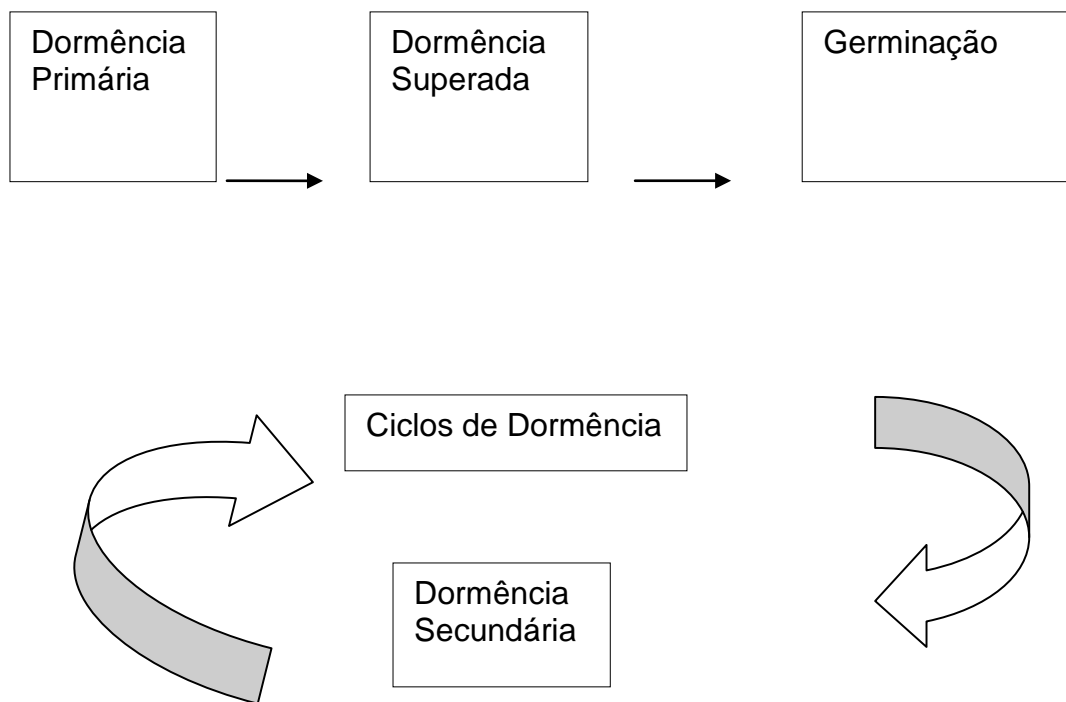 Dormência
Primária
Dormência
Superada
Germinação
Ciclos de Dormência
Dormência
Secundária